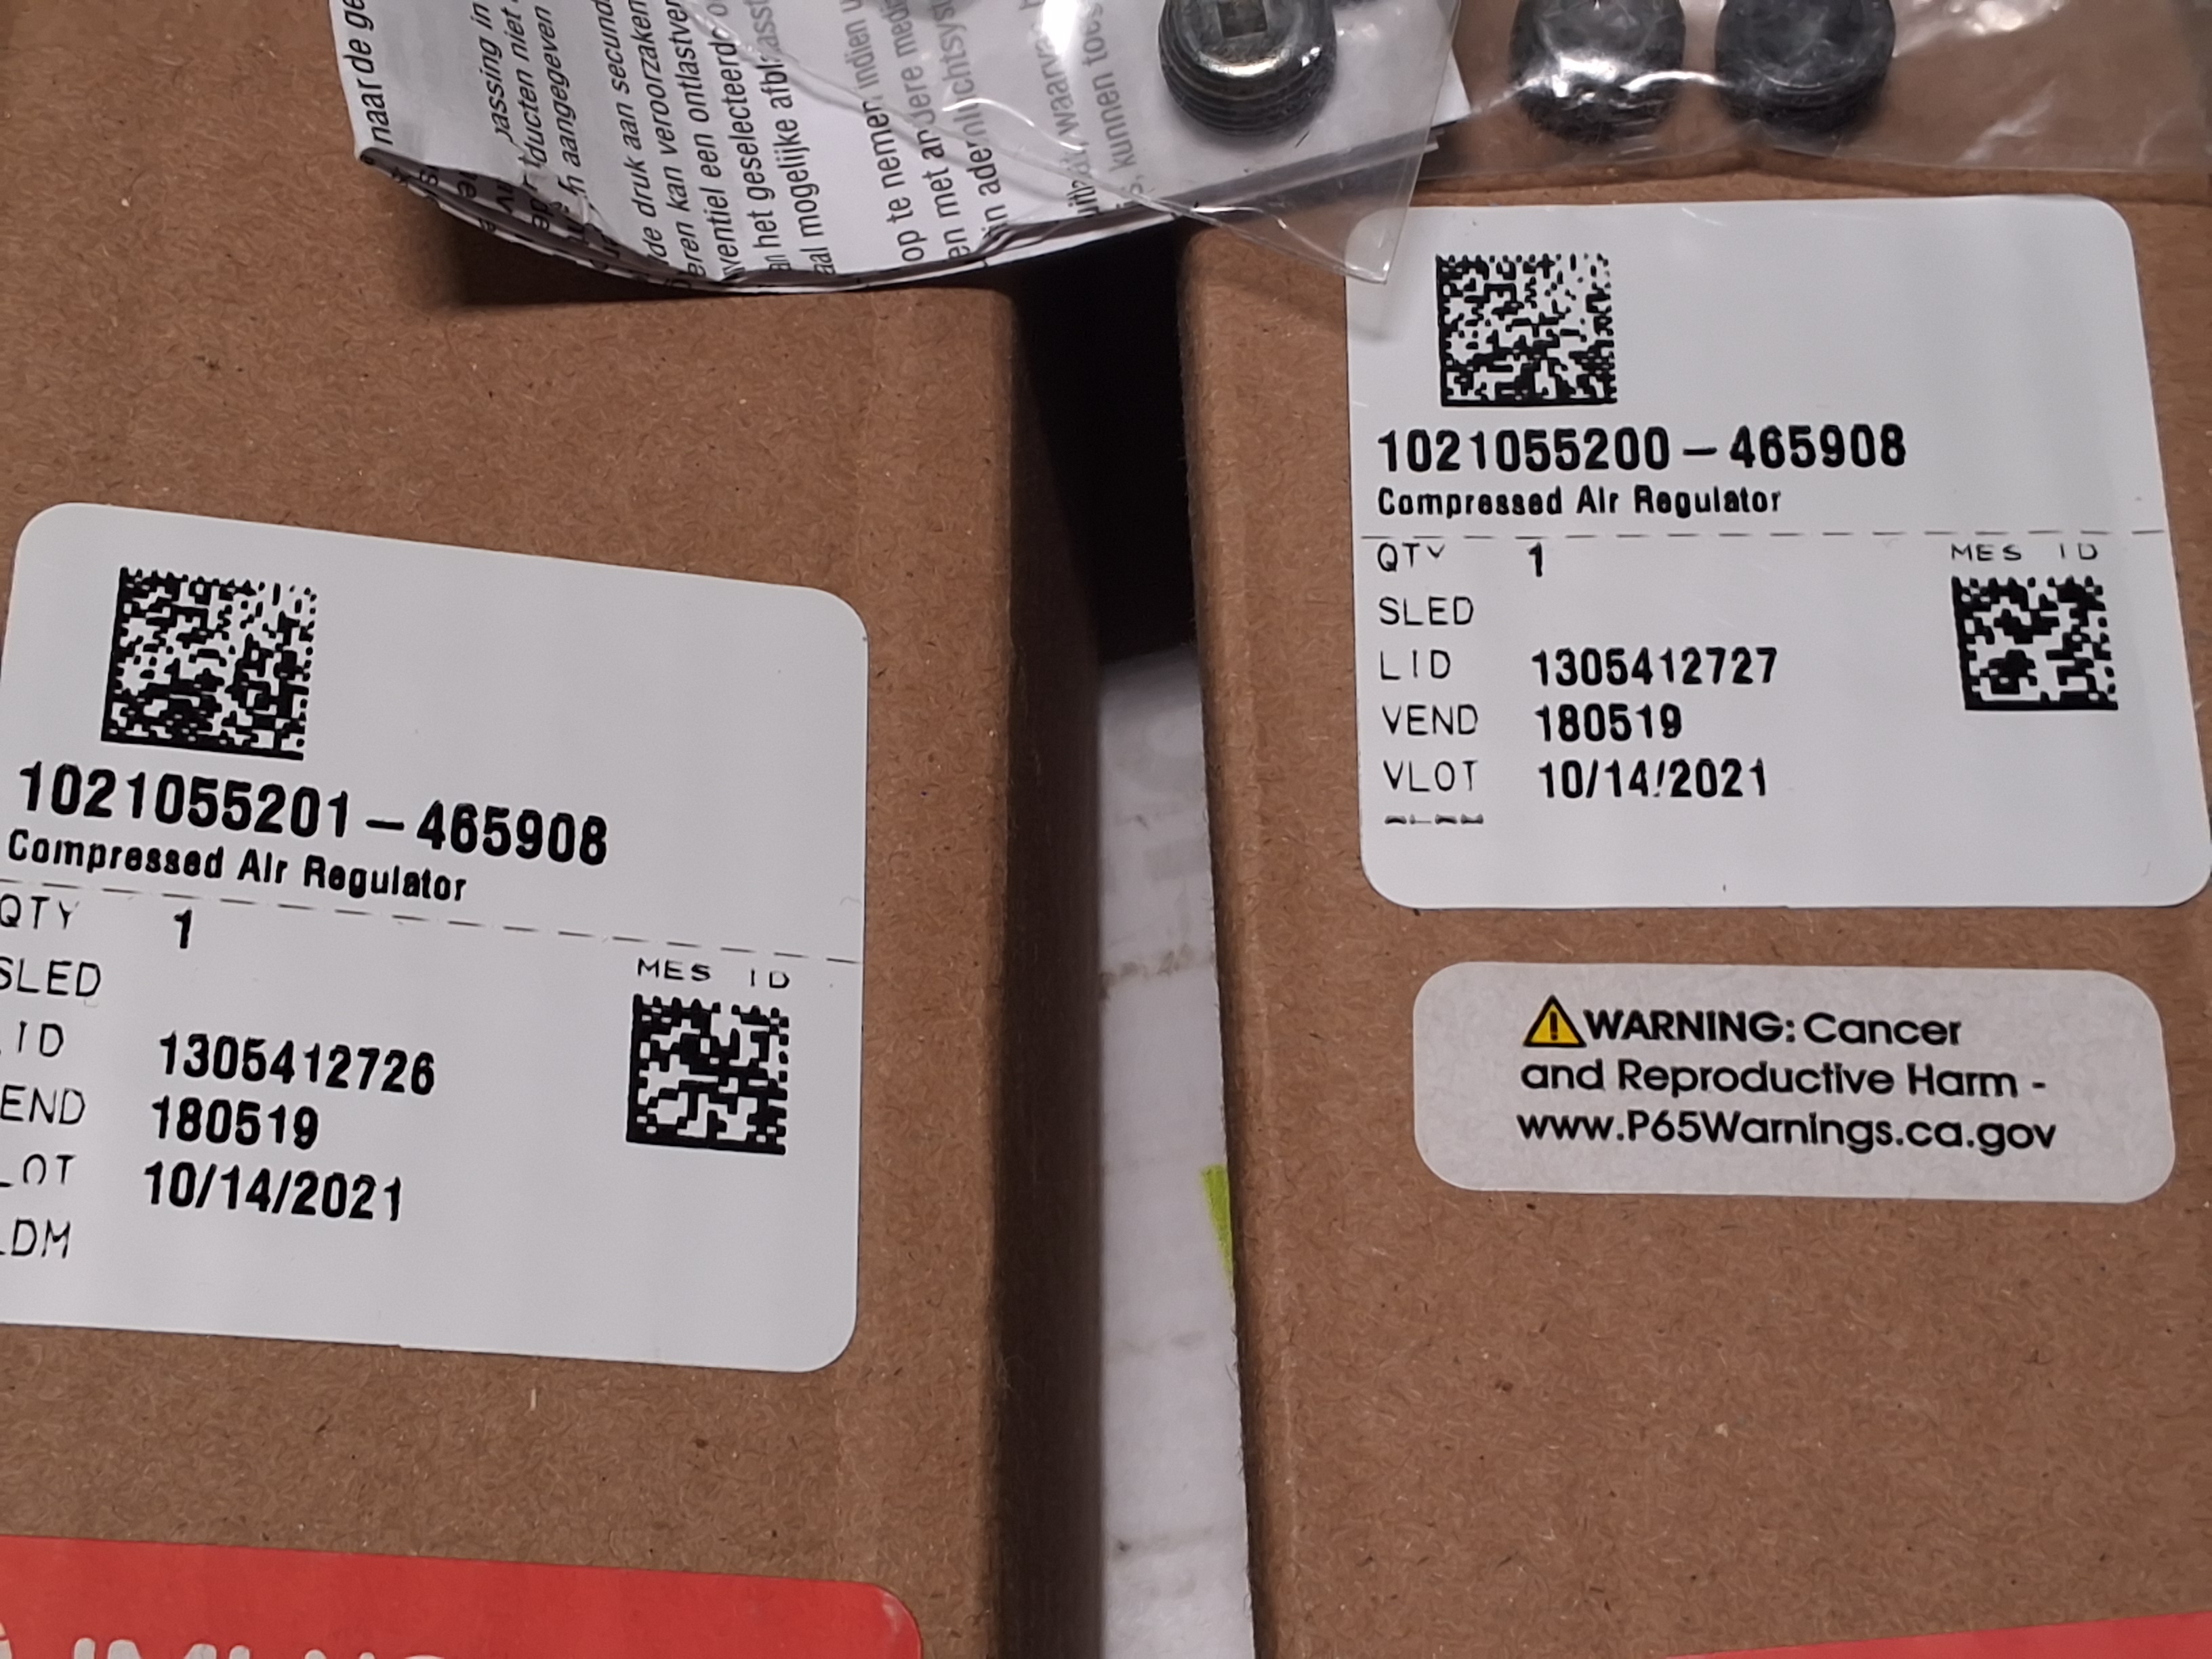 naar de ge
passing in
ducten niet
aangegeven
de druk aan secund
eren kan veroorzaken
ventiel een ontlastver
an het geselecteerde
aal mogelijke
op te nemen indien
en met andere medi
in ademluchtsys
waarva
kunnen toe
1021055200-465908
Compressed Air Regulator
QTY 1
MES ID
SLED
LID 1305412727
VEND 180519
VLOT 10/14/2021
WARNING: Cancer
and Reproductive Harm -
www.P65Warnings.ca.gov
1021055201-465908
Compressed Air Regulator
QTY 1
SLED
MES ID
ID 1305412726
END 180519
LOT 10/14/2021
LDM